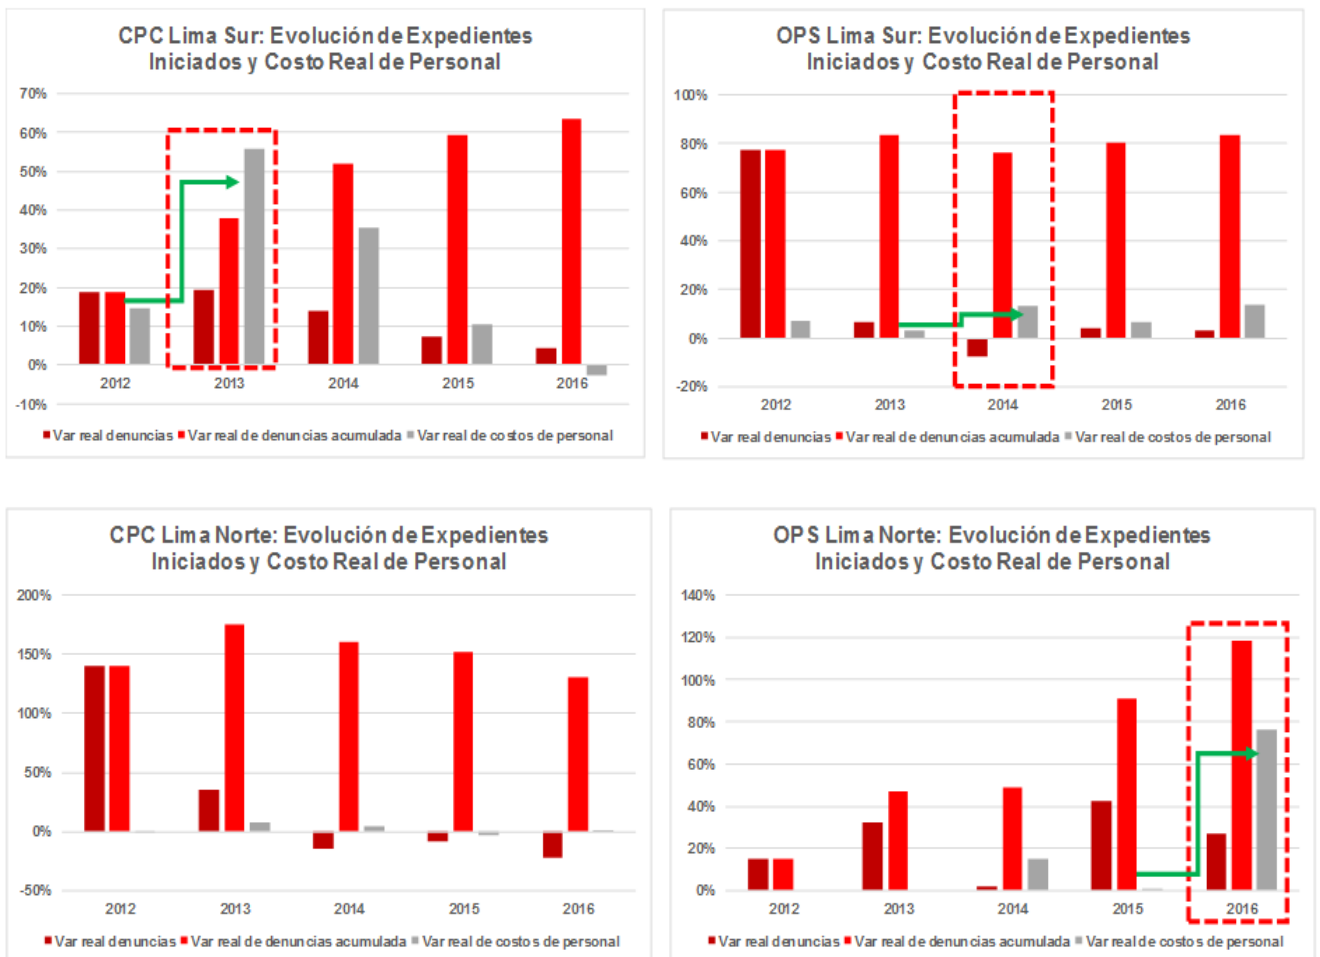 CPC Lima Sur: Evolución de Expedientes
Iniciados y Costo Real de Personal
70%
60%
50%
40%
30%
20%
10%
0%
-10%
2012 2013 2014 2015 2016
Var real denuncias Var real de denuncias acumulada Var real de costos de personal
OPS Lima Sur: Evolución de Expedientes
Iniciados y Costo Real de Personal
100%
80%
60%
40%
20%
0%
-20%
2012 2013 2014 2015 2016
Var real denuncias Var real de denuncias acumulada Var real de costos de personal
CPC Lima Norte: Evolución de Expedientes
Iniciados y Costo Real de Personal
200%
150%
100%
50%
0%
-50%
2012 2013 2014 2015 2016
Var real denuncias Var real de denuncias acumulada Var real de costos de personal
OPS Lima Norte: Evolución de Expedientes
Iniciados y Costo Real de Personal
140%
120%
100%
80%
60%
40%
20%
0%
2012 2013 2014 2015 2016
Var real denuncias Var real de denuncias acumulada Var real de costos de personal